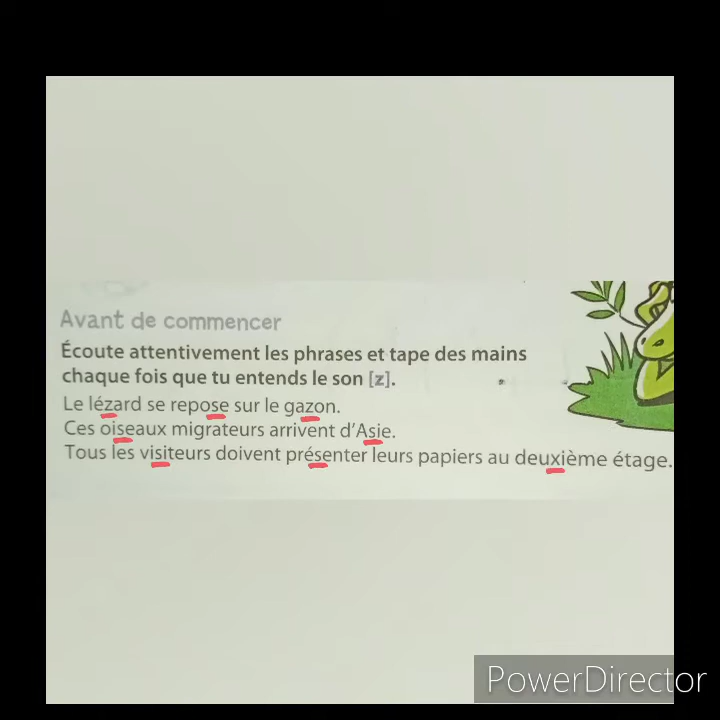 Avant de commencer
Écoute attentivement les phrases et tape des mains
chaque fois que tu entends le son [z].
Le lézard se repose sur le gazon.
Ces oiseaux migrateurs arrivent d'Asie.
Tous les visiteurs doivent présenter leurs papiers au deuxième étage.
PowerDirector